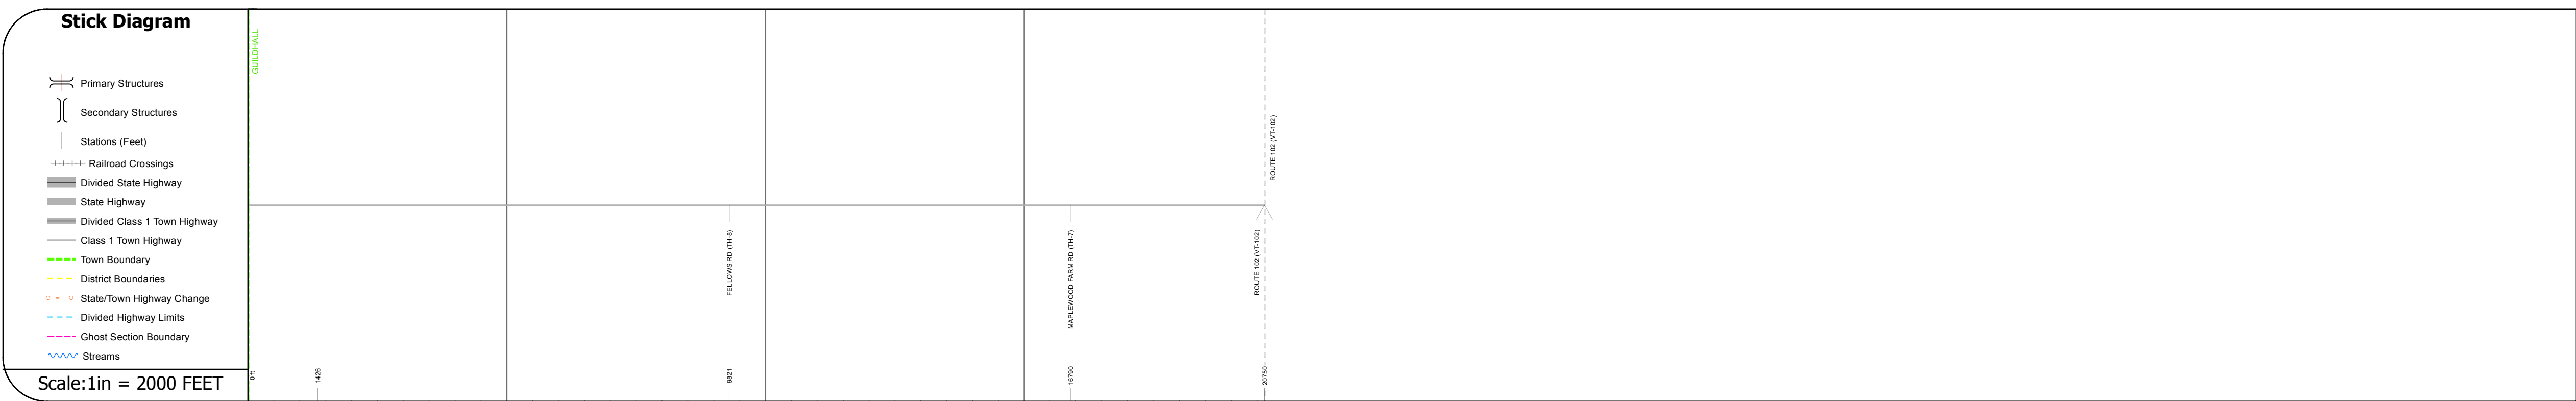 Stick Diagram
Primary Structures
Secondary Structures
Stations (Feet)
Railroad Crossings
Divided State Highway
State Highway
Divided Class 1 Town Highway
Class 1 Town Highway
Town Boundary
District Boundaries
State/Town Highway Change
Divided Highway Limits
Ghost Section Boundary
Streams
Scale:1in = 2000 FEET
GUILDHALL
FELLOWS RD (TH-8)
MAPLEWOOD FARM RD (TH-7)
ROUTE 102 (VT-102)
ROUTE 102 (VT-102)
0 ft
1426
9821
16790
20750